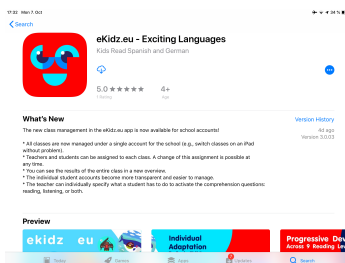 17:33 Mon 7. Oct
34 %
Search
eKidz.eu - Exciting Languages
Kids Read Spanish and German
5.0 ★★★★★
4+
1 Rating
Age
What's New
Version History
The new class management in the eKidz.eu app is now available for school accounts!
4d ago
Version 3.0.03
* All classes are now managed under a single account for the school (e.g., switch classes on an iPad
without problem).
* Teachers and students can be assigned to each class. A change of this assignment is possible at
any time.
* You can see the results of the entire class in a new overview.
* The individual student accounts become more transparent and easier to manage.
* The teacher can individually specify what a student has to do to activate the comprehension questions:
reading, listening, or both.
Preview
ekidz eu
Individual
Adaptation
Progressive Dev
Across 9 Reading Lev
Today
Games
Apps
Updates
Search